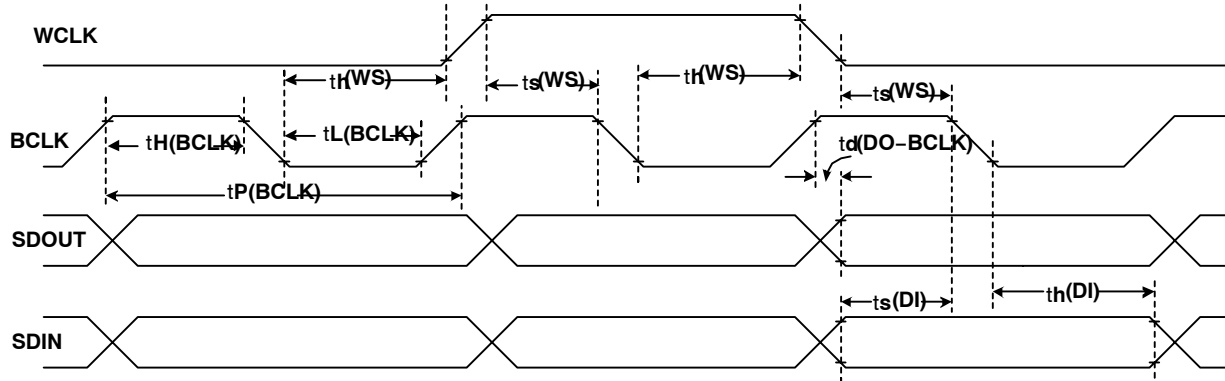 WCLK
th(WS)
ts(WS)
th(WS)
ts(WS)
BCLK
tH(BCLK)
tL(BCLK)
td(DO−BCLK)
tP(BCLK)
SDOUT
ts(DI)
th(DI)
SDIN